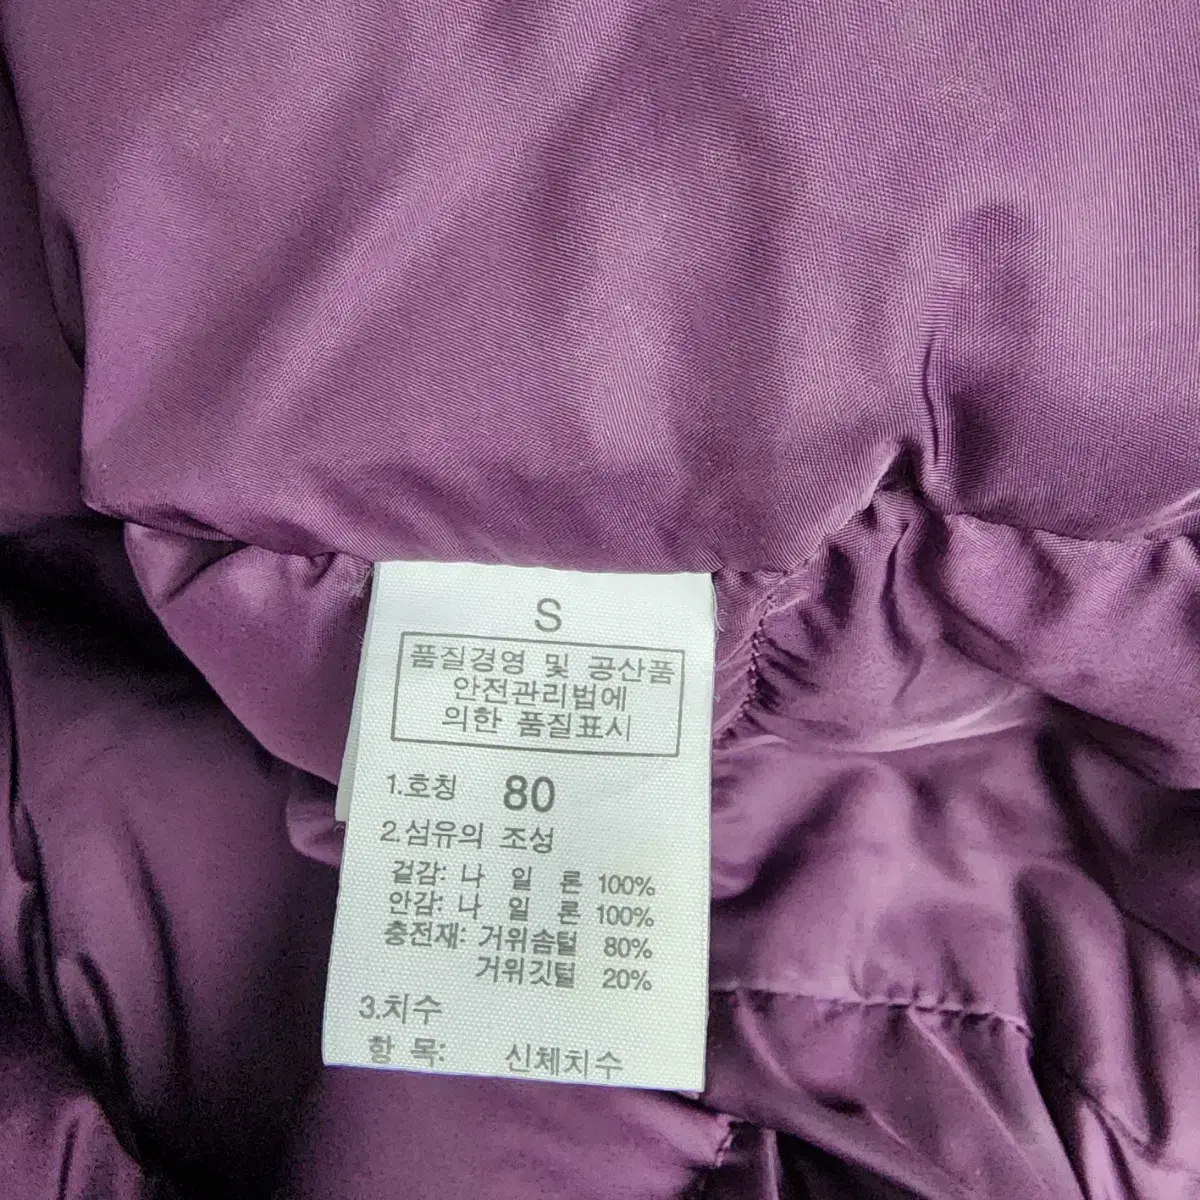 S
품질경영 및 공산품
안전관리법에
의한 품질표시
1.호칭 80
2.섬유의 조성
겉감: 나 일 론 100%
안감: 나 일 론 100%
충전재: 거위솜털 80%
거위깃털 20%
3.치수
항 목: 신체치수